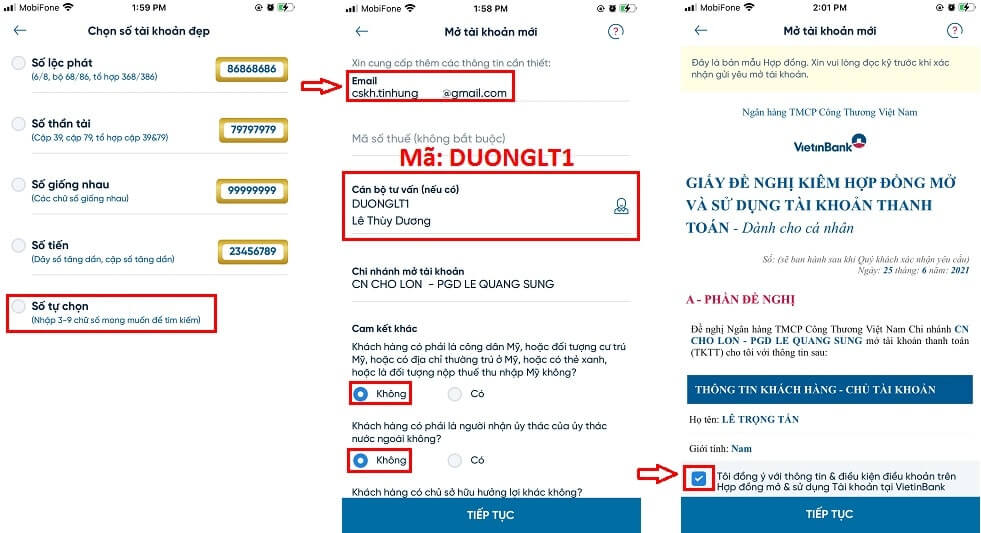 MobiFone
1:59 PM
Chọn số tài khoản đẹp
Số lộc phát
(6/8, bộ 68/86, tổ hợp 368/386)
86868686
Số thần tài
(Cặp 39, cặp 79, tổ hợp cặp 39&79)
79797979
Số giống nhau
(Các chữ số giống nhau)
99999999
Số tiến
(Dãy số tăng dần, cặp số tăng dần)
23456789
Số tự chọn
(Nhập 3-9 chữ số mong muốn để tìm kiếm)
MobiFone
1:58 PM
Mở tài khoản mới
?
Xin cung cấp thêm các thông tin cần thiết:
Email
cskh.tinhung @gmail.com
Mã số thuế (không bắt buộc)
Mã: DUONGLT1
Cán bộ tư vấn (nếu có)
DUONGLT1
Lê Thùy Dương
Chi nhánh mở tài khoản
CN CHO LON - PGD LE QUANG SUNG
Cam kết khác
Khách hàng có phải là công dân Mỹ, hoặc đối tượng cư trú
Mỹ, hoặc có địa chỉ thường trú ở Mỹ, hoặc có thẻ xanh,
hoặc là đối tượng nộp thuế thu nhập Mỹ không?
Không
Có
Khách hàng có phải là người nhận ủy thác của ủy thác
nước ngoài không?
Không
Có
Khách hàng có chủ sở hữu hưởng lợi khác không?
TIẾP TỤC
MobiFone
2:01 PM
Mở tài khoản mới
?
Đây là bản mẫu Hợp đồng. Xin vui lòng đọc kỹ trước khi xác
nhận gửi yêu cầu mở tài khoản.
Ngân hàng TMCP Công Thương Việt Nam
VietinBank
GIẤY ĐỀ NGHỊ KIÊM HỢP ĐỒNG MỞ
VÀ SỬ DỤNG TÀI KHOẢN THANH
TOÁN - Dành cho cá nhân
Số: (sẽ ban hành sau khi Quý khách xác nhận yêu cầu)
Ngày: 25 tháng: 6 năm: 2021
A - PHẦN ĐỀ NGHỊ
Đề nghị Ngân hàng TMCP Công Thương Việt Nam Chi nhánh CN
CHO LON - PGD LE QUANG SUNG mở tài khoản thanh toán
(TKTT) cho tôi với thông tin sau:
THÔNG TIN KHÁCH HÀNG - CHỦ TÀI KHOẢN
Họ tên: LÊ TRỌNG TẤN
Giới tính: Nam
Tôi đồng ý với thông tin & điều kiện điều khoản trên
Hợp đồng mở & sử dụng Tài khoản tại VietinBank
TIẾP TỤC